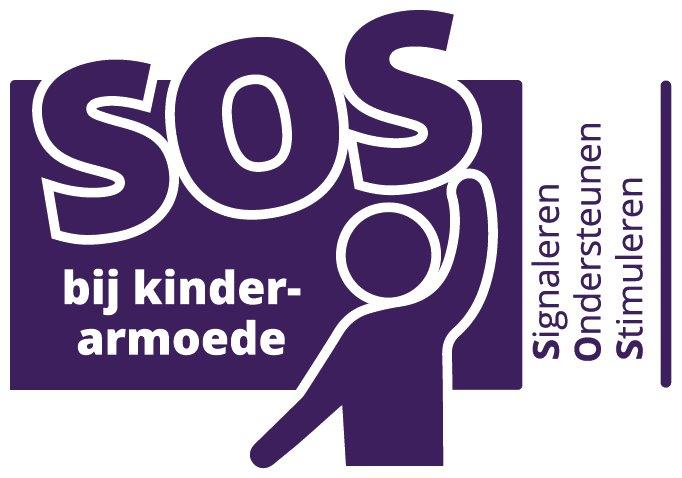 SOS
bij kinder-
armoede
Signaleren
Ondersteunen
Stimuleren